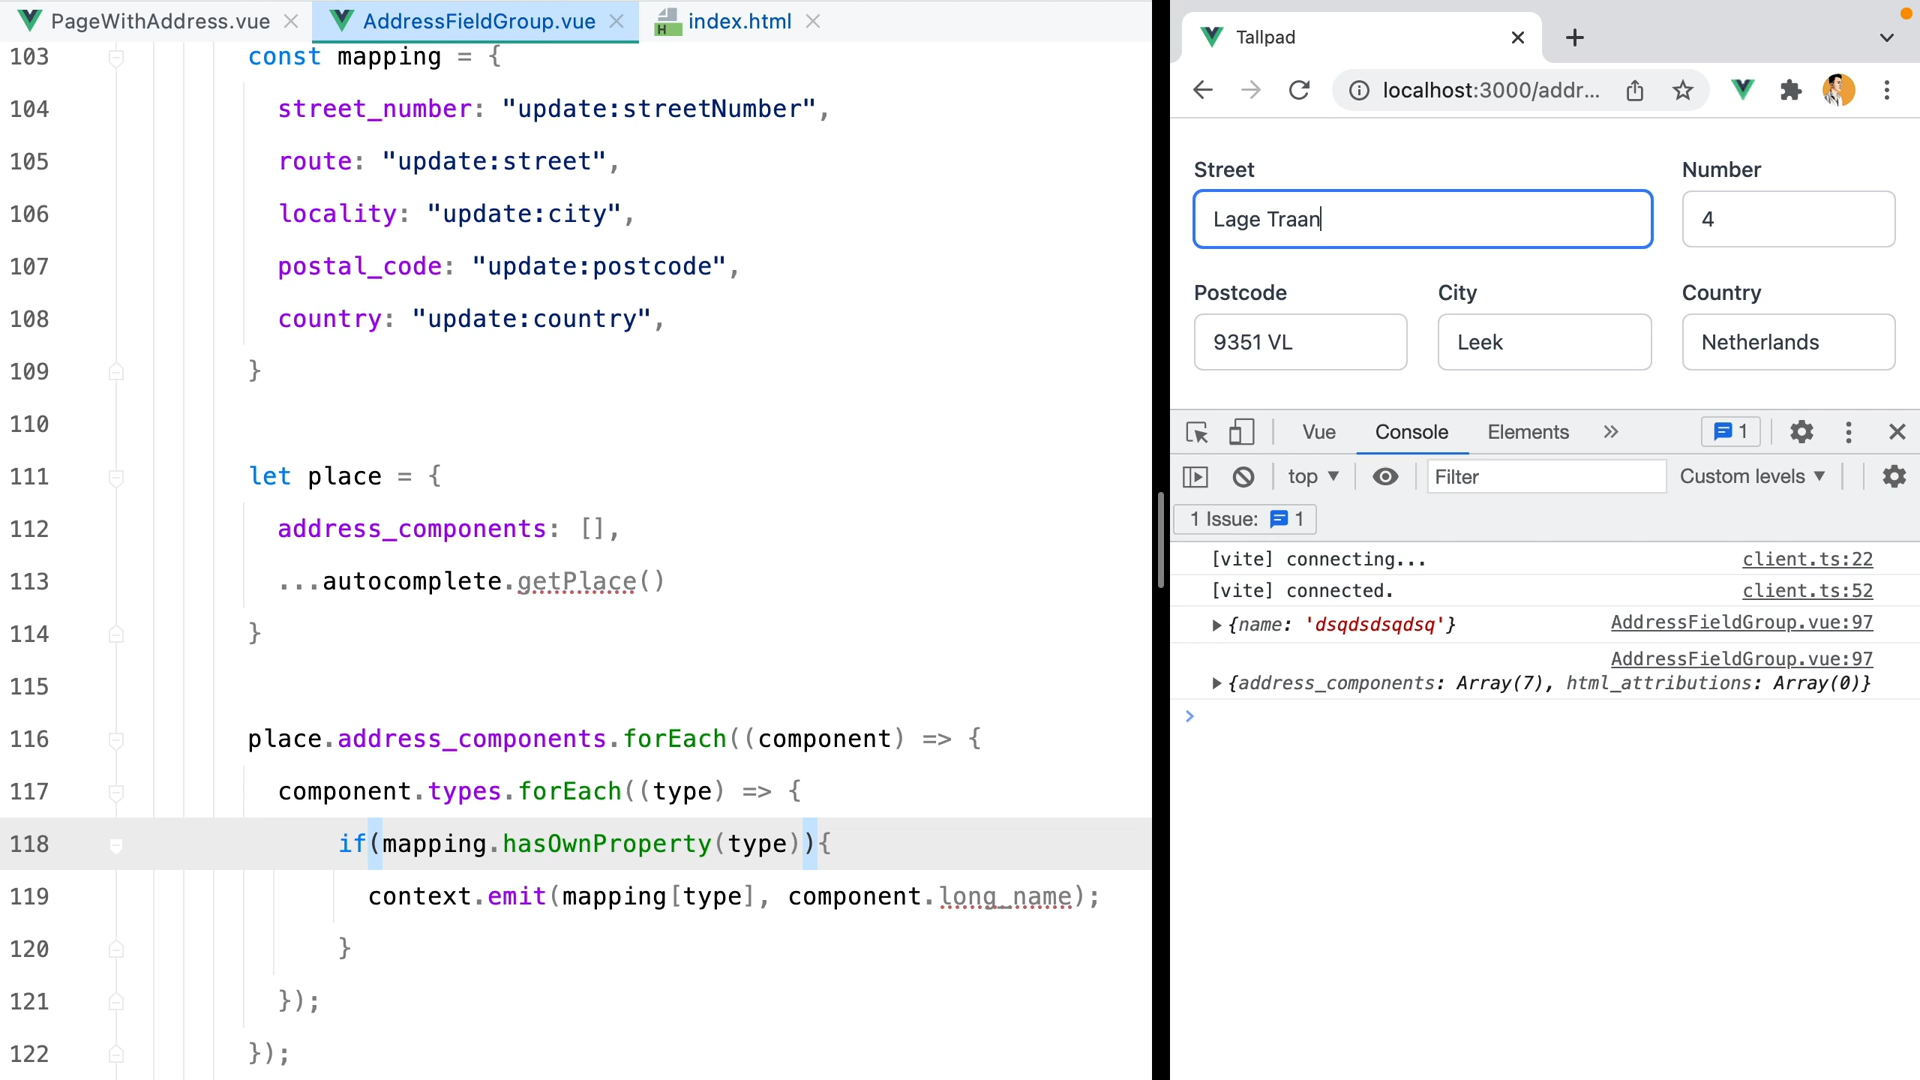 PageWithAddress.vue
AddressFieldGroup.vue
index.html
103 const mapping = {
104 street_number: "update:streetNumber",
105 route: "update:street",
106 locality: "update:city",
107 postal_code: "update:postcode",
108 country: "update:country",
109 }
110
111 let place = {
112 address_components: [],
113 ...autocomplete.getPlace()
114 }
115
116 place.address_components.forEach((component) => {
117 component.types.forEach((type) => {
118 if(mapping.hasOwnProperty(type)){
119 context.emit(mapping[type], component.long_name);
120 }
121 });
122 });
Tallpad
localhost:3000/addr...
Street Number
Lage Traan 4
Postcode City Country
9351 VL Leek Netherlands
Vue Console Elements » 1
top Filter Custom levels
1 Issue: 1
[vite] connecting... client.ts:22
[vite] connected. client.ts:52
{name: 'dsqdsdsqdsq'} AddressFieldGroup.vue:97
AddressFieldGroup.vue:97
{address_components: Array(7), html_attributions: Array(0)}